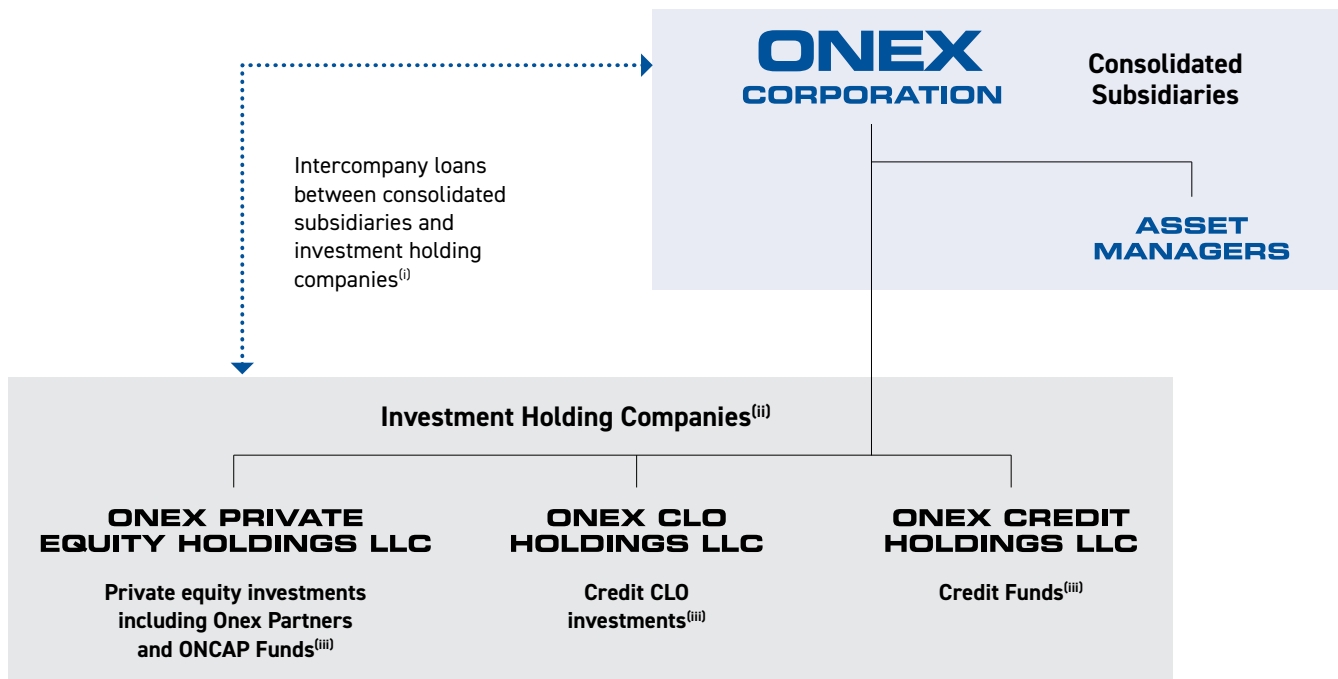 ONEX
CORPORATION
Consolidated
Subsidiaries
Intercompany loans
between consolidated
subsidiaries and
investment holding
companies(i)
ASSET
MANAGERS
Investment Holding Companies(ii)
ONEX PRIVATE
EQUITY HOLDINGS LLC
Private equity investments
including Onex Partners
and ONCAP Funds(iii)
ONEX CLO
HOLDINGS LLC
Credit CLO
investments(iii)
ONEX CREDIT
HOLDINGS LLC
Credit Funds(iii)